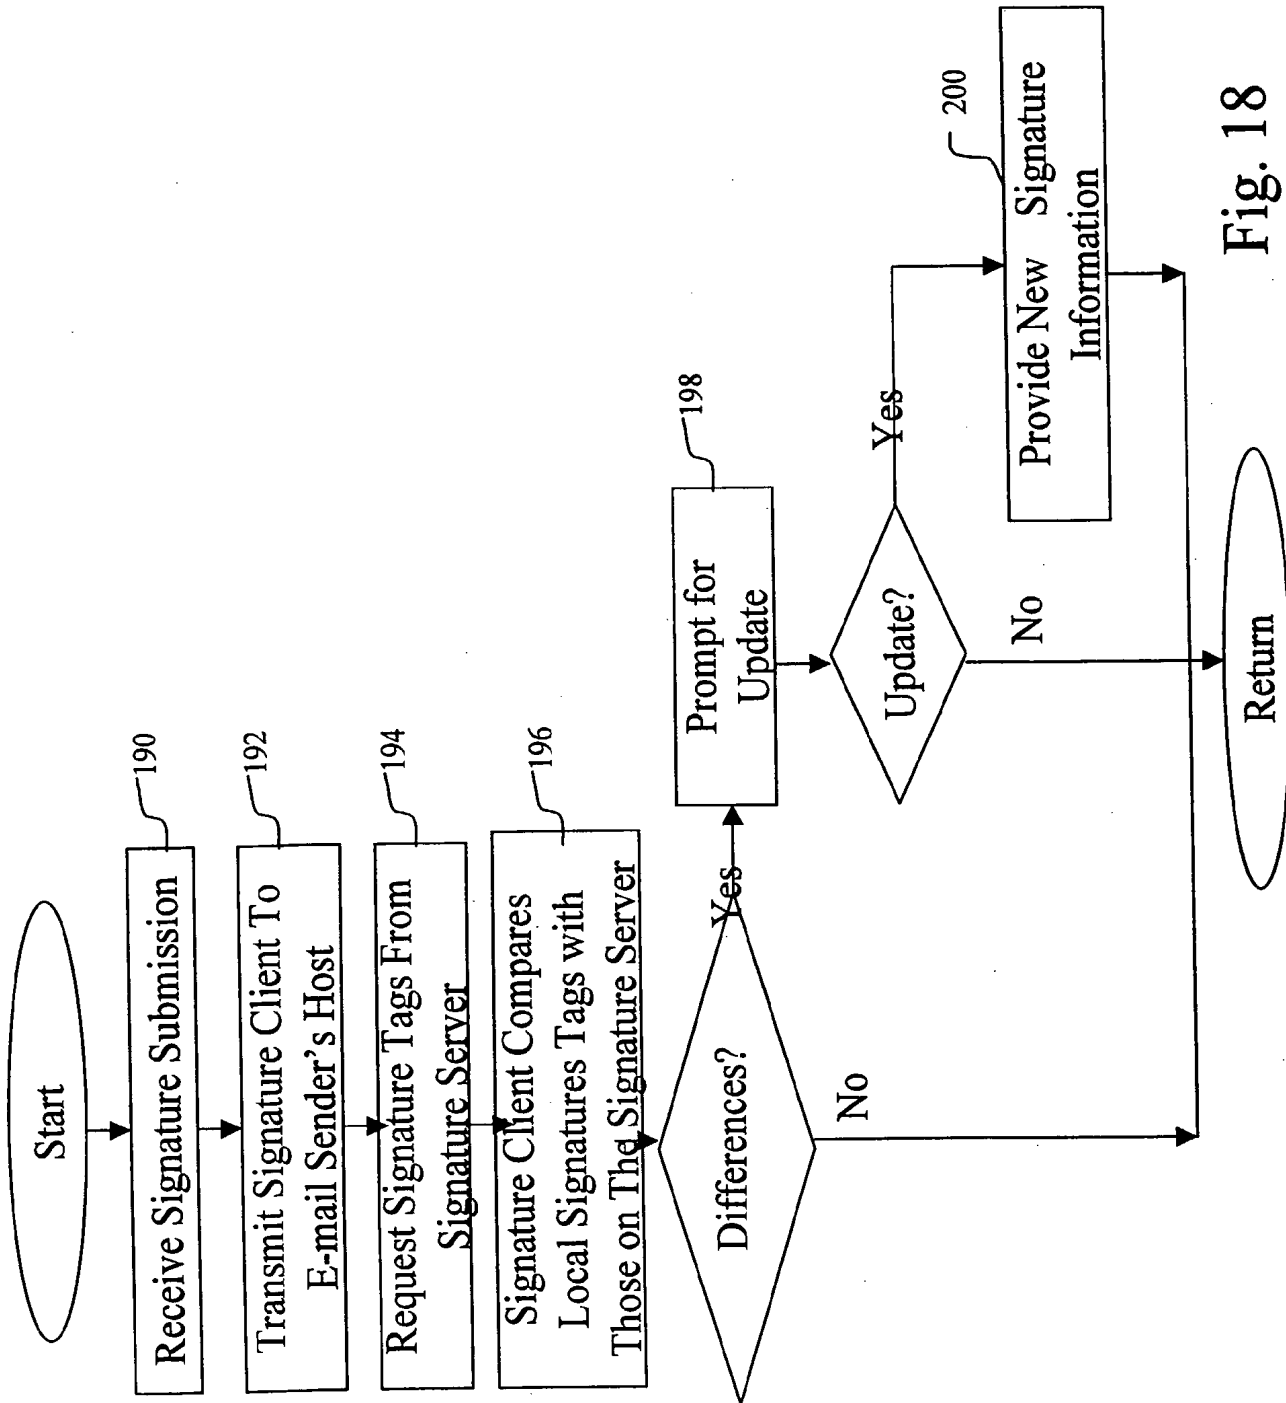 Start
Receive Signature Submission
190
Transmit Signature Client To
E-mail Sender's Host
192
Request Signature Tags From
Signature Server
194
Signature Client Compares
Local Signatures Tags with
Those on The Signature Server
196
Differences?
Yes
No
Prompt for
Update
198
Update?
Yes
No
Provide New Signature
Information
200
Return
Fig. 18